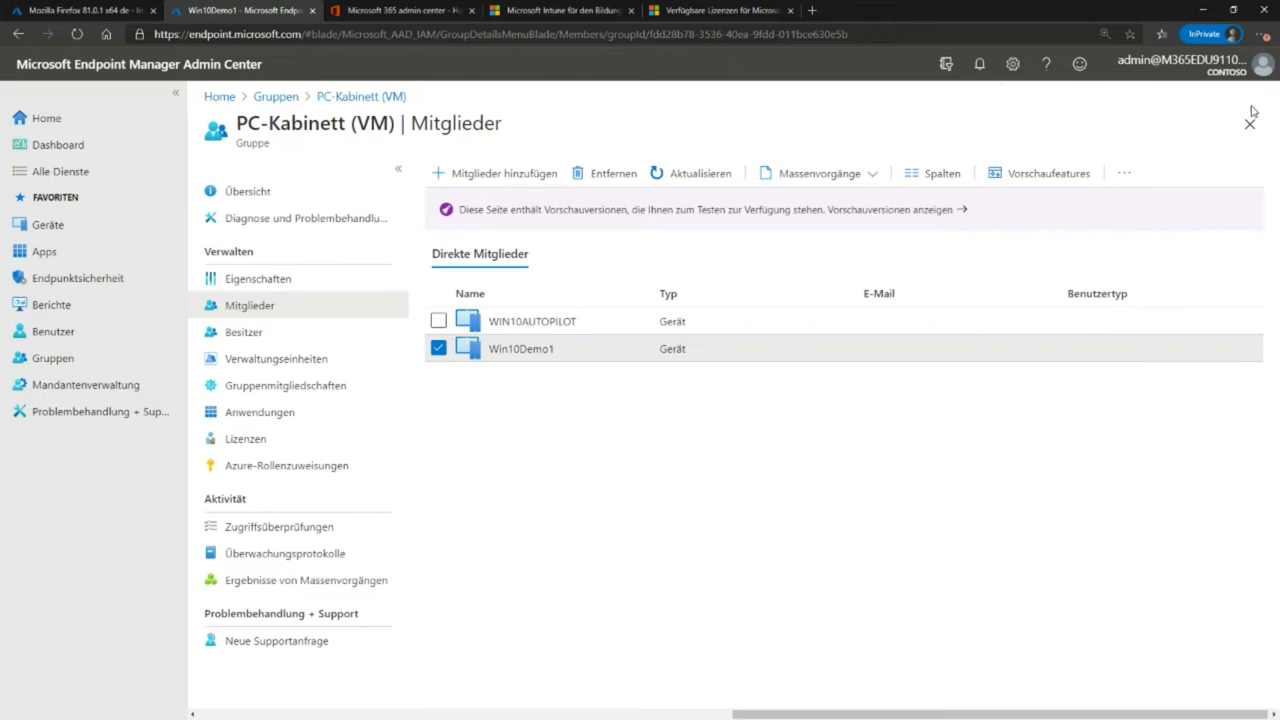 Mozilla Firefox 81.0.1 x64 de - In
Win10Demo1 - Microsoft Endpo
Microsoft 365 admin center - Ho
Microsoft Intune für den Bildung
Verfügbare Lizenzen für Microso
https://endpoint.microsoft.com/#blade/Microsoft_AAD_IAM/GroupDetailsMenuBlade/Members/groupId/fdd28b78-3536-40ea-9fdd-011bce630e5b
InPrivate
Microsoft Endpoint Manager Admin Center
admin@M365EDU9110...
CONTOSO
Home
Dashboard
Alle Dienste
FAVORITEN
Geräte
Apps
Endpunktsicherheit
Berichte
Benutzer
Gruppen
Mandantenverwaltung
Problembehandlung + Sup...
Home > Gruppen > PC-Kabinett (VM)
PC-Kabinett (VM) | Mitglieder
Gruppe
Übersicht
Diagnose und Problembehandlu...
Verwalten
Eigenschaften
Mitglieder
Besitzer
Verwaltungseinheiten
Gruppenmitgliedschaften
Anwendungen
Lizenzen
Azure-Rollenzuweisungen
Aktivität
Zugriffsüberprüfungen
Überwachungsprotokolle
Ergebnisse von Massenvorgängen
Problembehandlung + Support
Neue Supportanfrage
Mitglieder hinzufügen Entfernen Aktualisieren Massenvorgänge Spalten Vorschaufeatures ...
Diese Seite enthält Vorschauversionen, die Ihnen zum Testen zur Verfügung stehen. Vorschauversionen anzeigen →
Direkte Mitglieder
Name Typ E-Mail Benutzertyp
WIN10AUTOPILOT Gerät
Win10Demo1 Gerät